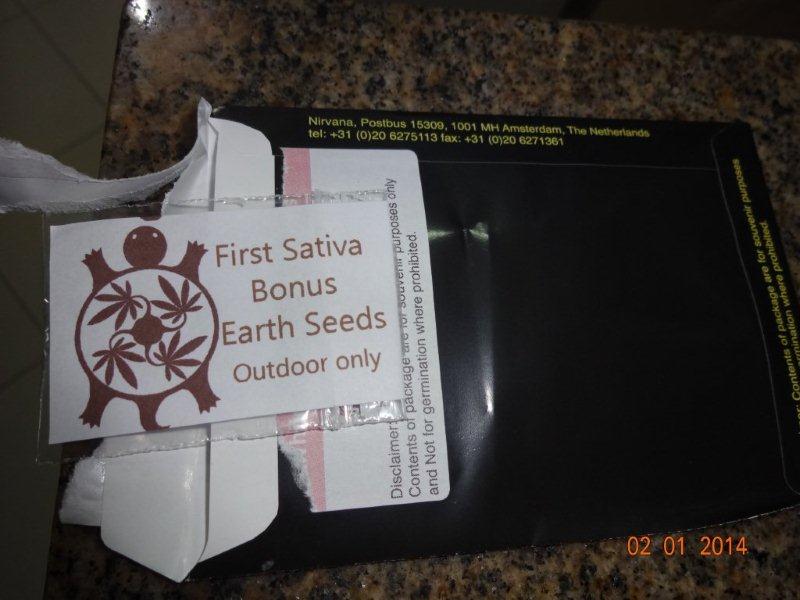 Nirvana, Postbus 15309, 1001 MH Amsterdam, The Netherlands
tel: +31 (0)20 6275113 fax: +31 (0)20 6271361
First Sativa
Bonus
Earth Seeds
Outdoor only
Disclaimer
Contents of package are for souvenir purposes only
and Not for germination where prohibited.
Contents of package are for souvenir purposes
germination where prohibited.
02 01 2014